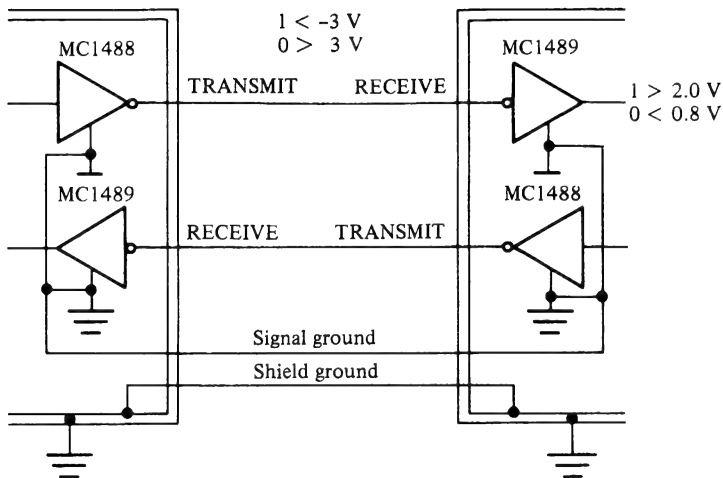 1 < -3 V
0 > 3 V
MC1488
MC1489
TRANSMIT
RECEIVE
1 > 2.0 V
0 < 0.8 V
MC1489
MC1488
RECEIVE
TRANSMIT
Signal ground
Shield ground